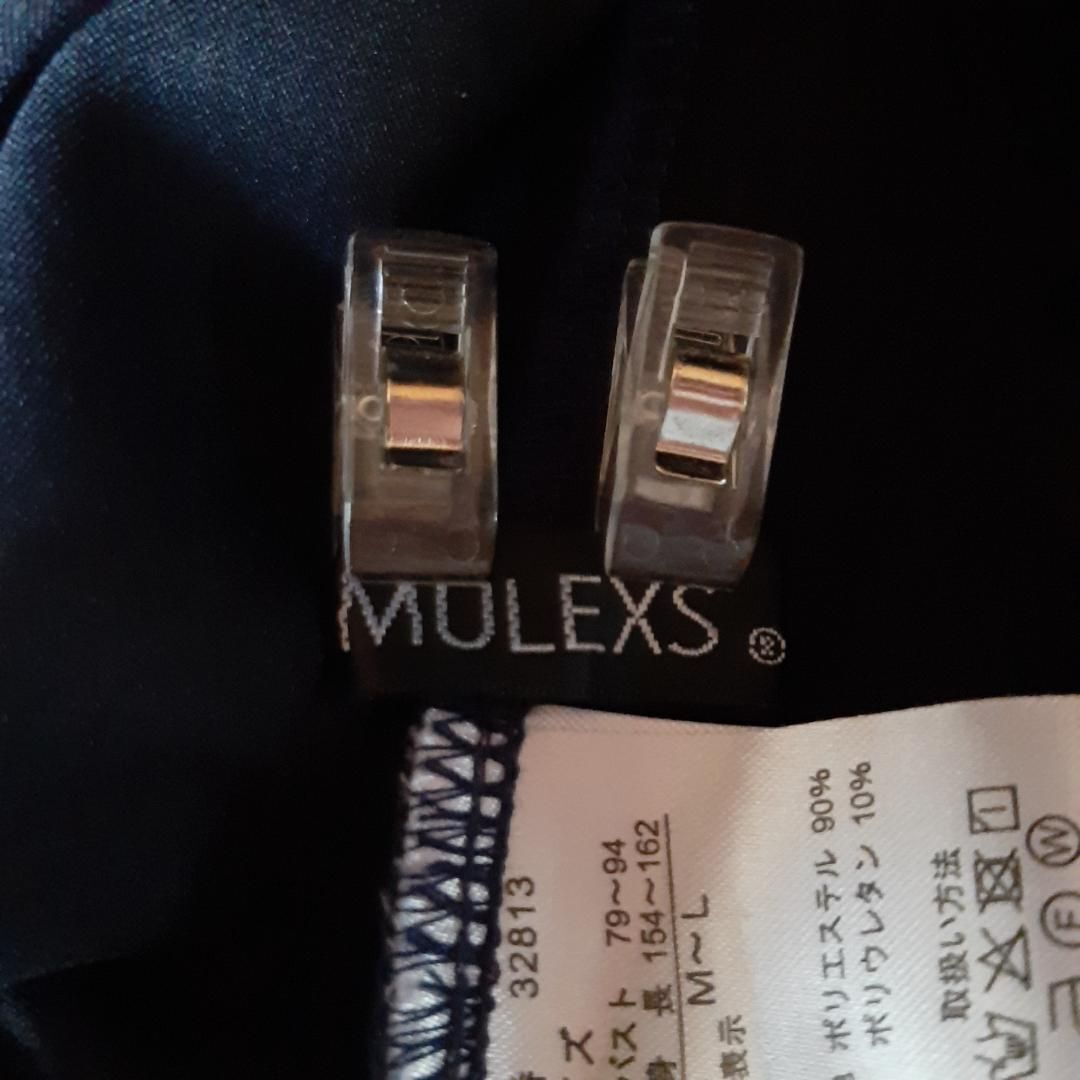 MULEXS
®
32813
ズ
バスト 79〜94
身長 154〜162
M〜L
表示
ポリエステル 90%
ポリウレタン 10%
取扱い方法
F
W